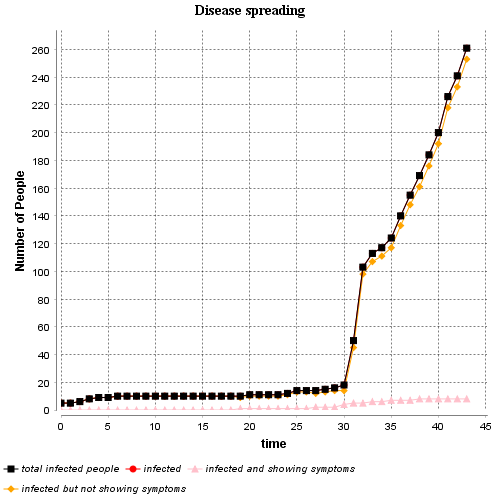 Disease spreading
Number of People
260
240
220
200
180
160
140
120
100
80
60
40
20
0
0 5 10 15 20 25 30 35 40 45
time
total infected people infected infected and showing symptoms
infected but not showing symptoms